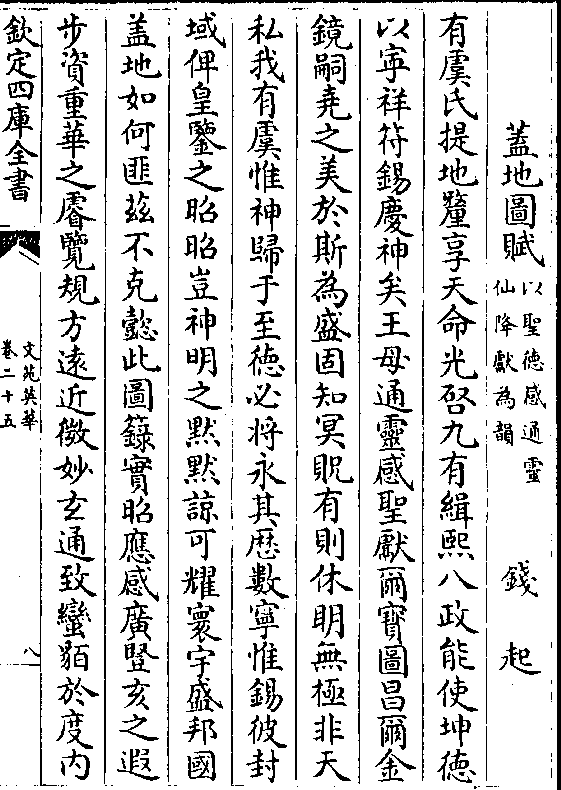 蓋地圖賦
以聖德感通靈
仙降獻為韻
錢起
有虞氏提地釐享天命光啓九有緝熙八政能使坤德
以寧祥符錫慶神矣王母通靈感聖獻爾寳圖昌爾金
鏡嗣堯之美於斯為盛固知冥貺有則休明無極非天
私我有虞惟神歸于至德必將永其厯數寧惟錫彼封
域俾皇鑒之昭昭豈神明之默默諒可耀寰宇盛邦國
盖地如何匪兹不克懿此圖籙實昭應感廣豎亥之遐
步資重華之睿覽規方遠近微妙玄通致蠻貊於度内
欽定四庫全書
文苑英華
卷二十五
八